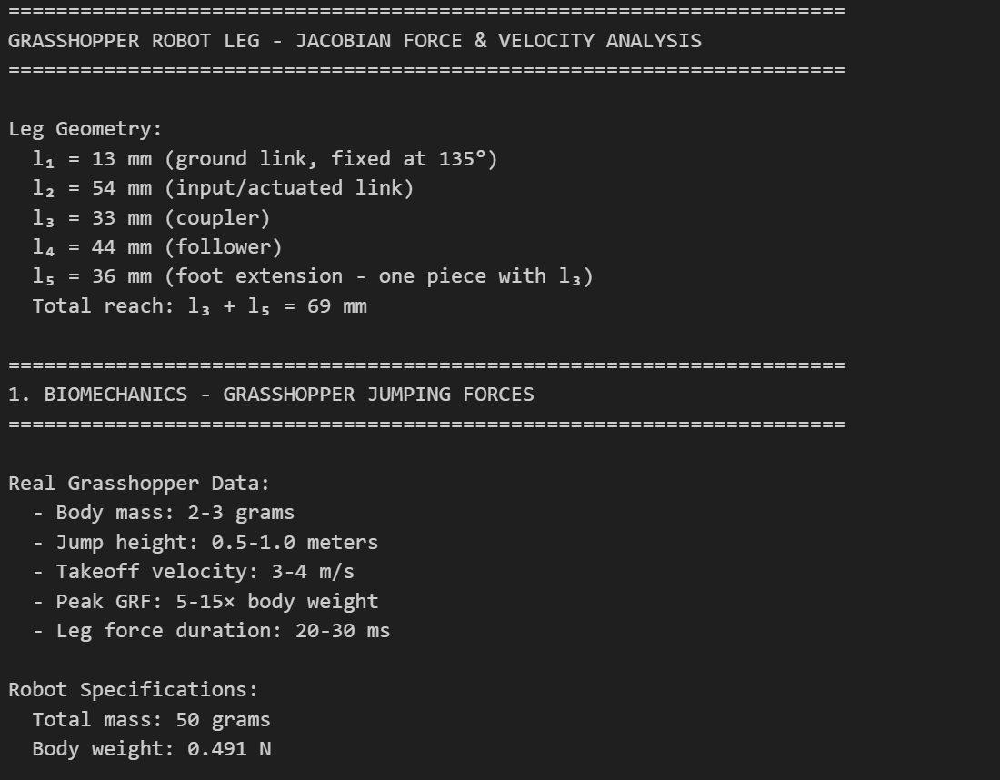 ======================================================================
GRASSHOPPER ROBOT LEG - JACOBIAN FORCE & VELOCITY ANALYSIS
======================================================================
Leg Geometry:
l₁ = 13 mm (ground link, fixed at 135°)
l₂ = 54 mm (input/actuated link)
l₃ = 33 mm (coupler)
l₄ = 44 mm (follower)
l₅ = 36 mm (foot extension - one piece with l₃)
Total reach: l₃ + l₅ = 69 mm
======================================================================
1. BIOMECHANICS - GRASSHOPPER JUMPING FORCES
======================================================================
Real Grasshopper Data:
- Body mass: 2-3 grams
- Jump height: 0.5-1.0 meters
- Takeoff velocity: 3-4 m/s
- Peak GRF: 5-15× body weight
- Leg force duration: 20-30 ms
Robot Specifications:
Total mass: 50 grams
Body weight: 0.491 N